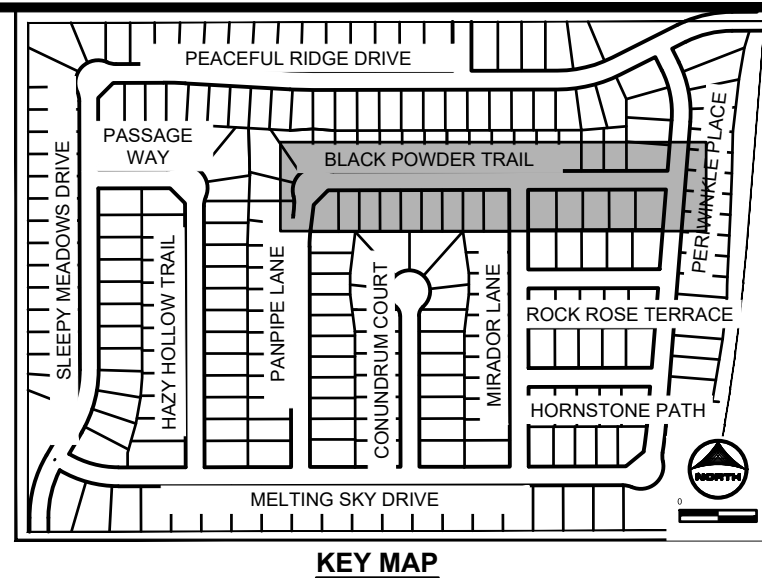 PEACEFUL RIDGE DRIVE
PASSAGE
WAY
BLACK POWDER TRAIL
PERIWINKLE PLACE
SLEEPY MEADOWS DRIVE
HAZY HOLLOW TRAIL
PANPIPE LANE
CONUNDRUM COURT
MIRADOR LANE
ROCK ROSE TERRACE
HORNSTONE PATH
NORTH
0
MELTING SKY DRIVE
KEY MAP